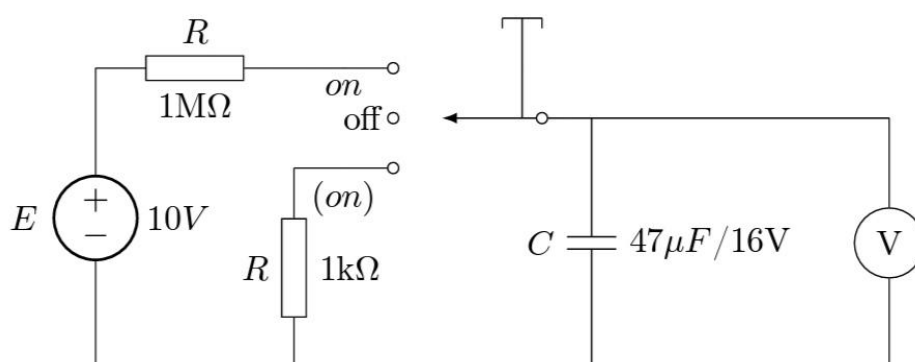 R
1MΩ
on
off
(on)
E
+
−
10V
R
1kΩ
C
47μF/16V
V